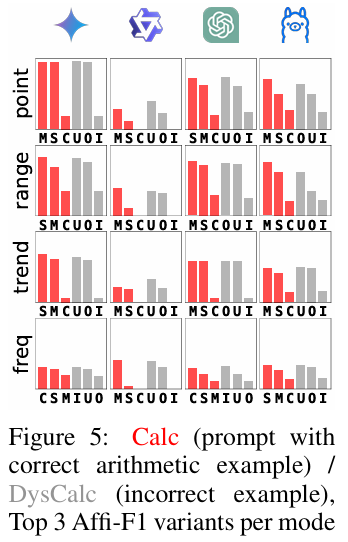 point
M S C U O I
M S C U O I
S M C U O I
M S C U O I
range
S M C U O I
M S C U O I
M S C O U I
M S C U O I
trend
S M C U O I
M S C U O I
M S C O U I
M S C O U I
freq
C S M I U O
M S C U O I
C S M I O U
S M C U O I
Figure 5: Calc (prompt with
correct arithmetic example) /
DysCalc (incorrect example),
Top 3 Affi-F1 variants per mode